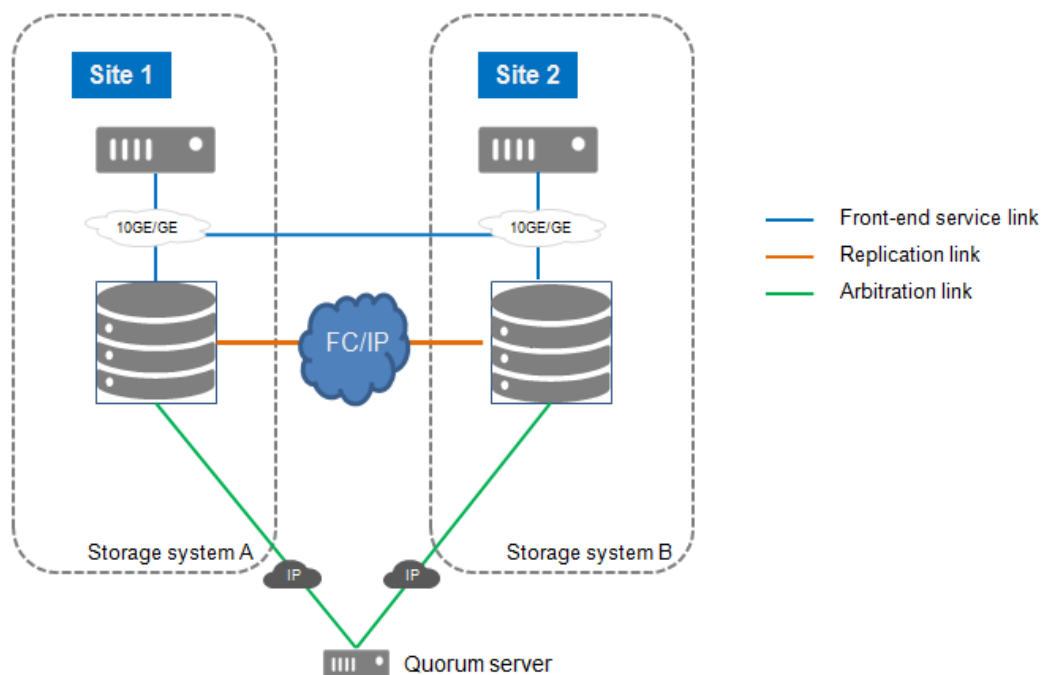 Site 1
Site 2
10GE/GE
10GE/GE
Front-end service link
Replication link
Arbitration link
FC/IP
Storage system A
Storage system B
IP
IP
Quorum server